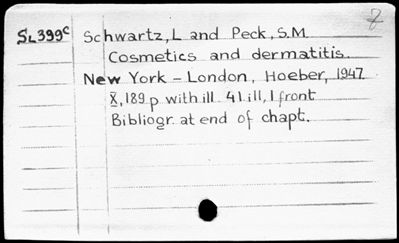 SL399c Schwartz, L and Peck, S.M.
Cosmetics and dermatitis.
New York - London, Hoeber, 1947
X, 189 p with ill. 41 ill, 1 front
Bibliogr. at end of chapt.